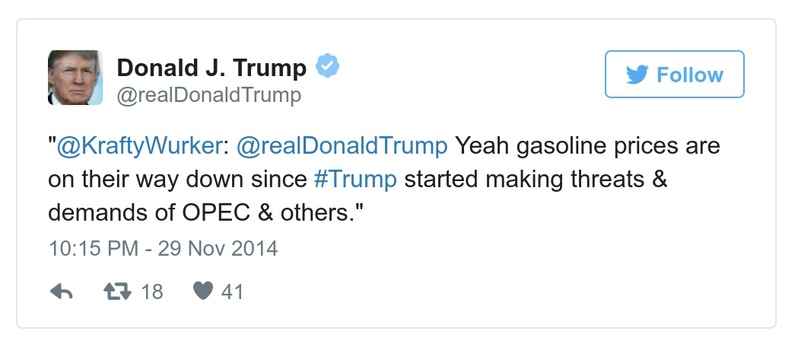 Donald J. Trump
@realDonaldTrump
Follow
"@KraftyWurker: @realDonaldTrump Yeah gasoline prices are
on their way down since #Trump started making threats &
demands of OPEC & others."
10:15 PM - 29 Nov 2014
18 41